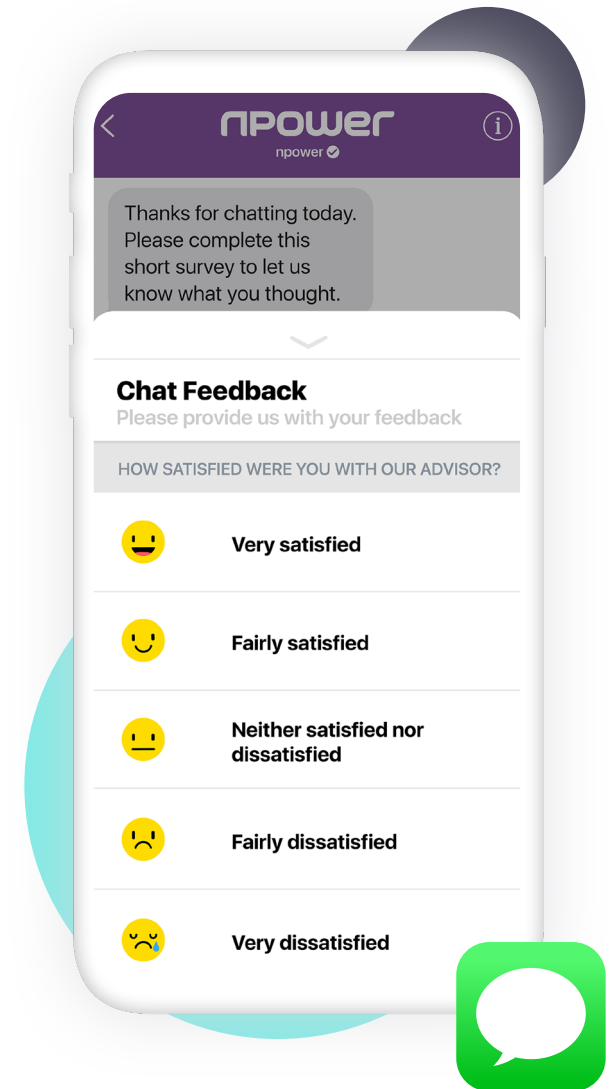 npower
npower
Thanks for chatting today.
Please complete this
short survey to let us
know what you thought.
Chat Feedback
Please provide us with your feedback
HOW SATISFIED WERE YOU WITH OUR ADVISOR?
Very satisfied
Fairly satisfied
Neither satisfied nor
dissatisfied
Fairly dissatisfied
Very dissatisfied